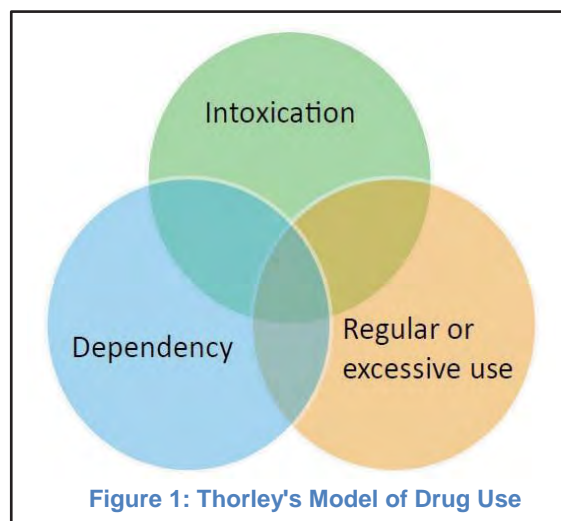 Intoxication
Dependency
Regular or
excessive use
Figure 1: Thorley's Model of Drug Use